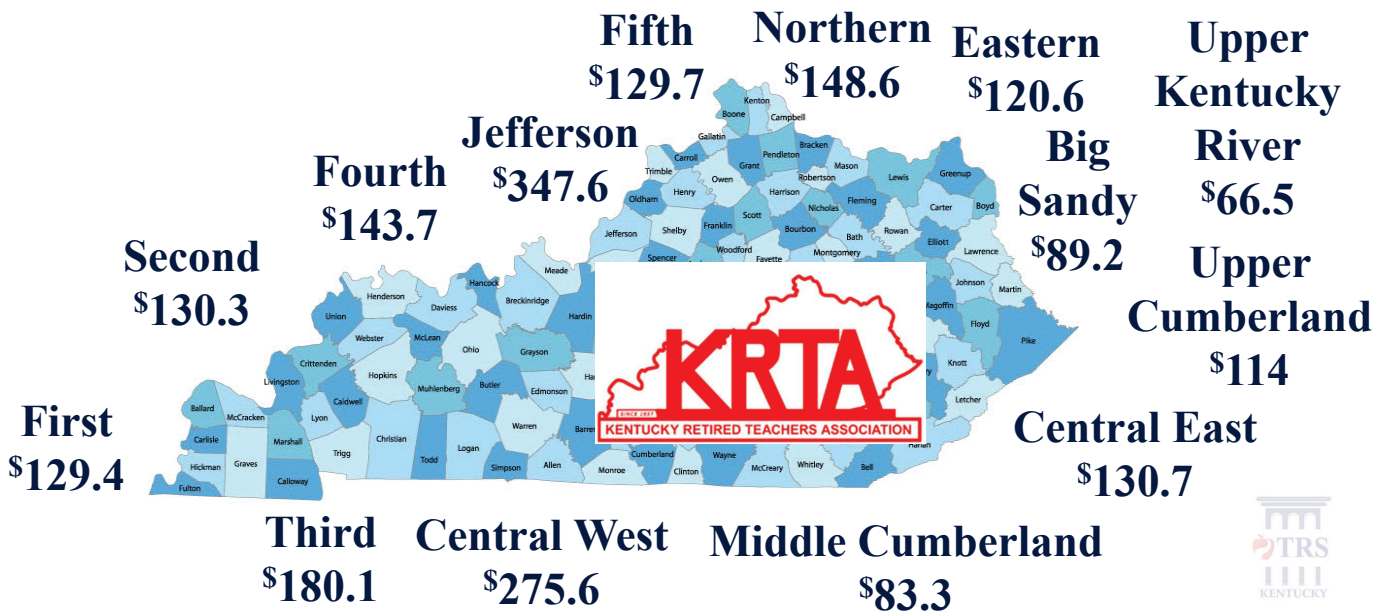 Fifth
$129.7
Northern
$148.6
Eastern
$120.6
Upper
Kentucky
River
$66.5
Jefferson
$347.6
Big
Sandy
$89.2
Fourth
$143.7
Second
$130.3
Upper
Cumberland
$114
First
$129.4
Central East
$130.7
Third
$180.1
Central West
$275.6
Middle Cumberland
$83.3
Boone
Kenton
Campbell
Gallatin
Carroll
Grant
Pendleton
Bracken
Mason
Lewis
Greenup
Trimble
Owen
Robertson
Oldham
Henry
Harrison
Nicholas
Fleming
Carter
Boyd
Jefferson
Shelby
Franklin
Scott
Bourbon
Bath
Rowan
Elliott
Lawrence
Spencer
Woodford
Fayette
Montgomery
Meade
Hancock
Breckinridge
Hardin
Henderson
Daviess
Union
Webster
McLean
Ohio
Grayson
Johnson
Martin
Magoffin
Floyd
Pike
Crittenden
Hopkins
Muhlenberg
Butler
Edmonson
Knott
Letcher
Livingston
Caldwell
Lyon
Ballard
McCracken
Carlisle
Marshall
Hickman
Graves
Fulton
Calloway
Trigg
Christian
Todd
Logan
Warren
Simpson
Allen
Monroe
Cumberland
Clinton
Wayne
McCreary
Whitley
Bell
Harlan
KRTA
SINCE 1957
KENTUCKY RETIRED TEACHERS ASSOCIATION
TRS
KENTUCKY